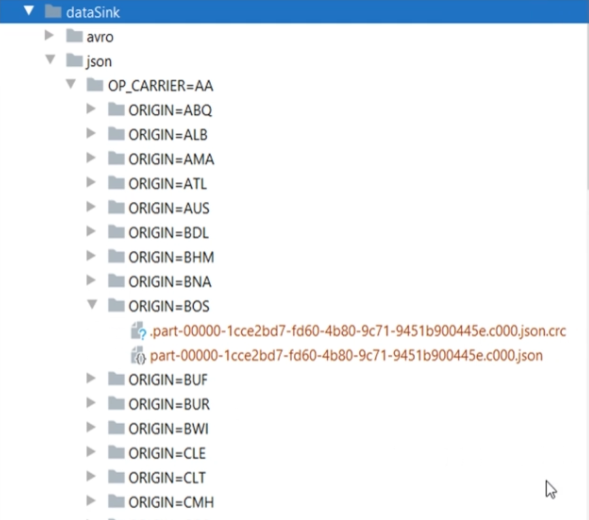 dataSink
avro
json
OP_CARRIER=AA
ORIGIN=ABQ
ORIGIN=ALB
ORIGIN=AMA
ORIGIN=ATL
ORIGIN=AUS
ORIGIN=BDL
ORIGIN=BHM
ORIGIN=BNA
ORIGIN=BOS
.part-00000-1cce2bd7-fd60-4b80-9c71-9451b900445e.c000.json.crc
part-00000-1cce2bd7-fd60-4b80-9c71-9451b900445e.c000.json
ORIGIN=BUF
ORIGIN=BUR
ORIGIN=BWI
ORIGIN=CLE
ORIGIN=CLT
ORIGIN=CMH